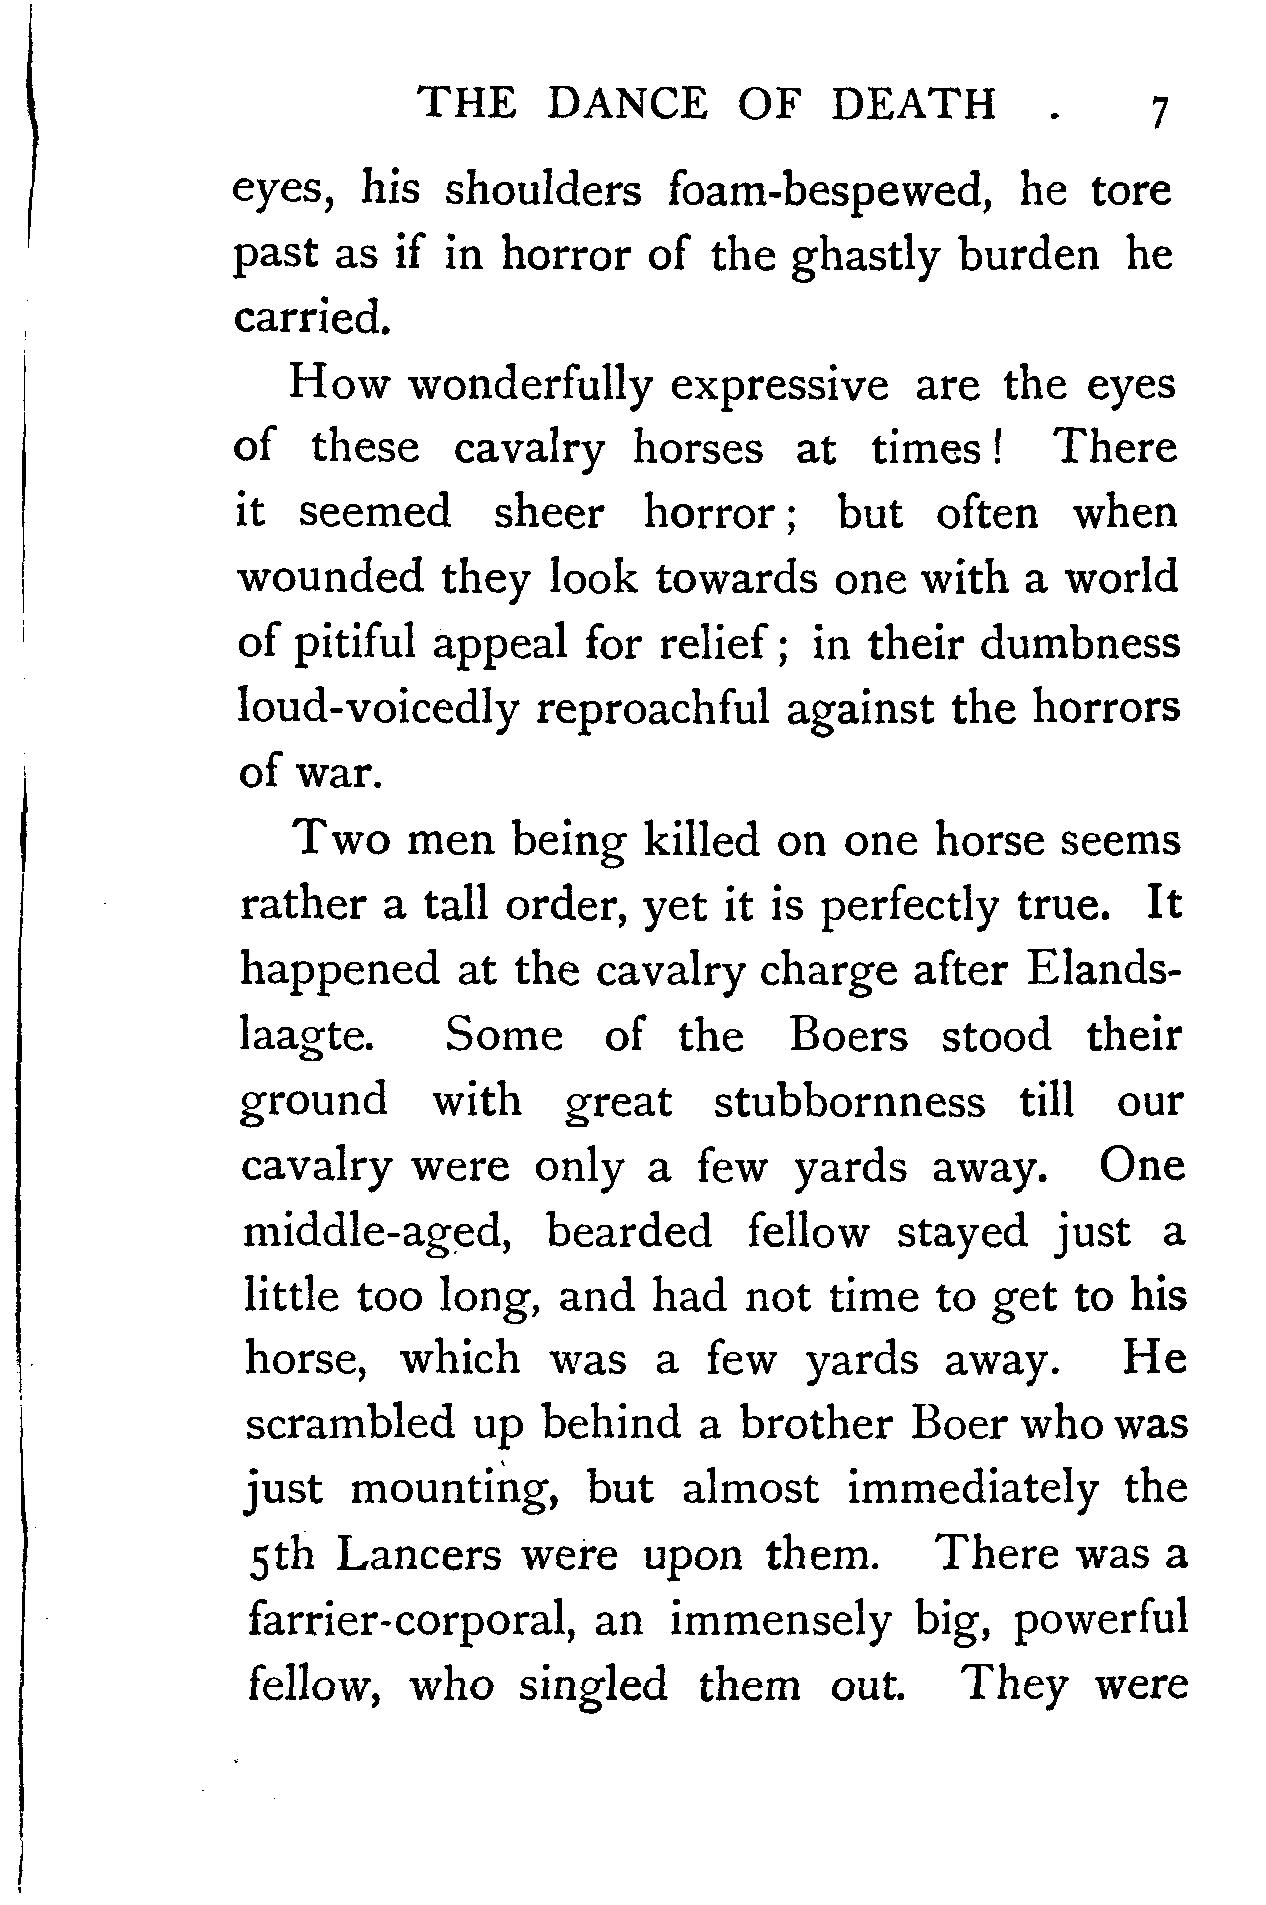 THE DANCE OF DEATH . 7
eyes, his shoulders foam-bespewed, he tore
past as if in horror of the ghastly burden he
carried.
How wonderfully expressive are the eyes
of these cavalry horses at times! There
it seemed sheer horror; but often when
wounded they look towards one with a world
of pitiful appeal for relief; in their dumbness
loud-voicedly reproachful against the horrors
of war.
Two men being killed on one horse seems
rather a tall order, yet it is perfectly true. It
happened at the cavalry charge after Elands-
laagte. Some of the Boers stood their
ground with great stubbornness till our
cavalry were only a few yards away. One
middle-aged, bearded fellow stayed just a
little too long, and had not time to get to his
horse, which was a few yards away. He
scrambled up behind a brother Boer who was
just mounting, but almost immediately the
5th Lancers were upon them. There was a
farrier-corporal, an immensely big, powerful
fellow, who singled them out. They were